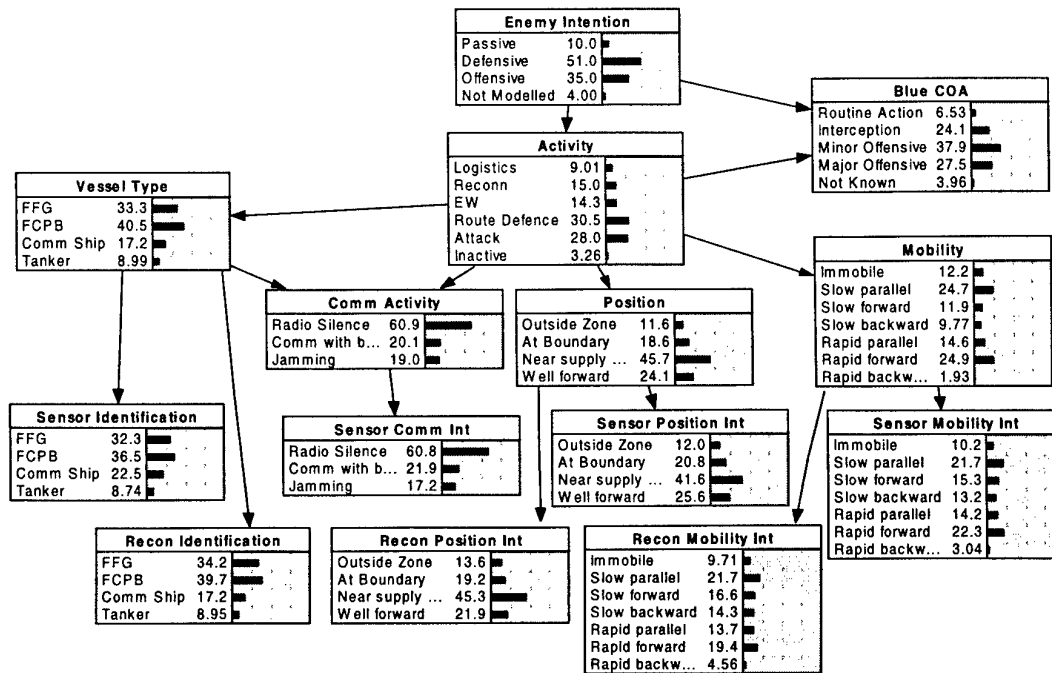 Enemy Intention
Passive 10.0
Defensive 51.0
Offensive 35.0
Not Modelled 4.00
Blue COA
Routine Action 6.53
Interception 24.1
Minor Offensive 37.9
Major Offensive 27.5
Not Known 3.96
Activity
Logistics 9.01
Reconn 15.0
EW 14.3
Route Defence 30.5
Attack 28.0
Inactive 3.26
Vessel Type
FFG 33.3
FCPB 40.5
Comm Ship 17.2
Tanker 8.99
Mobility
Immobile 12.2
Slow parallel 24.7
Slow forward 11.9
Slow backward 9.77
Rapid parallel 14.6
Rapid forward 24.9
Rapid backw... 1.93
Comm Activity
Radio Silence 60.9
Comm with b... 20.1
Jamming 19.0
Position
Outside Zone 11.6
At Boundary 18.6
Near supply ... 45.7
Well forward 24.1
Sensor Identification
FFG 32.3
FCPB 36.5
Comm Ship 22.5
Tanker 8.74
Sensor Comm Int
Radio Silence 60.8
Comm with b... 21.9
Jamming 17.2
Sensor Position Int
Outside Zone 12.0
At Boundary 20.8
Near supply ... 41.6
Well forward 25.6
Sensor Mobility Int
Immobile 10.2
Slow parallel 21.7
Slow forward 15.3
Slow backward 13.2
Rapid parallel 14.2
Rapid forward 22.3
Rapid backw... 3.04
Recon Identification
FFG 34.2
FCPB 39.7
Comm Ship 17.2
Tanker 8.95
Recon Position Int
Outside Zone 13.6
At Boundary 19.2
Near supply ... 45.3
Well forward 21.9
Recon Mobility Int
Immobile 9.71
Slow parallel 21.7
Slow forward 16.6
Slow backward 14.3
Rapid parallel 13.7
Rapid forward 19.4
Rapid backw... 4.56